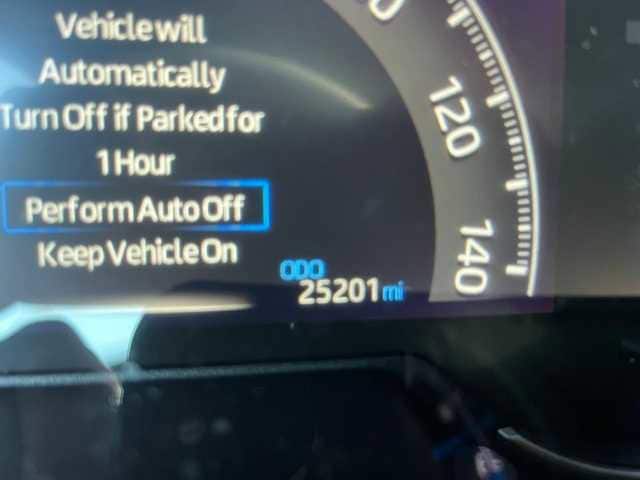 Vehicle will
Automatically
Turn Off if Parked for
1 Hour
Perform Auto Off
Keep Vehicle On
ODO
25201 mi
120
140